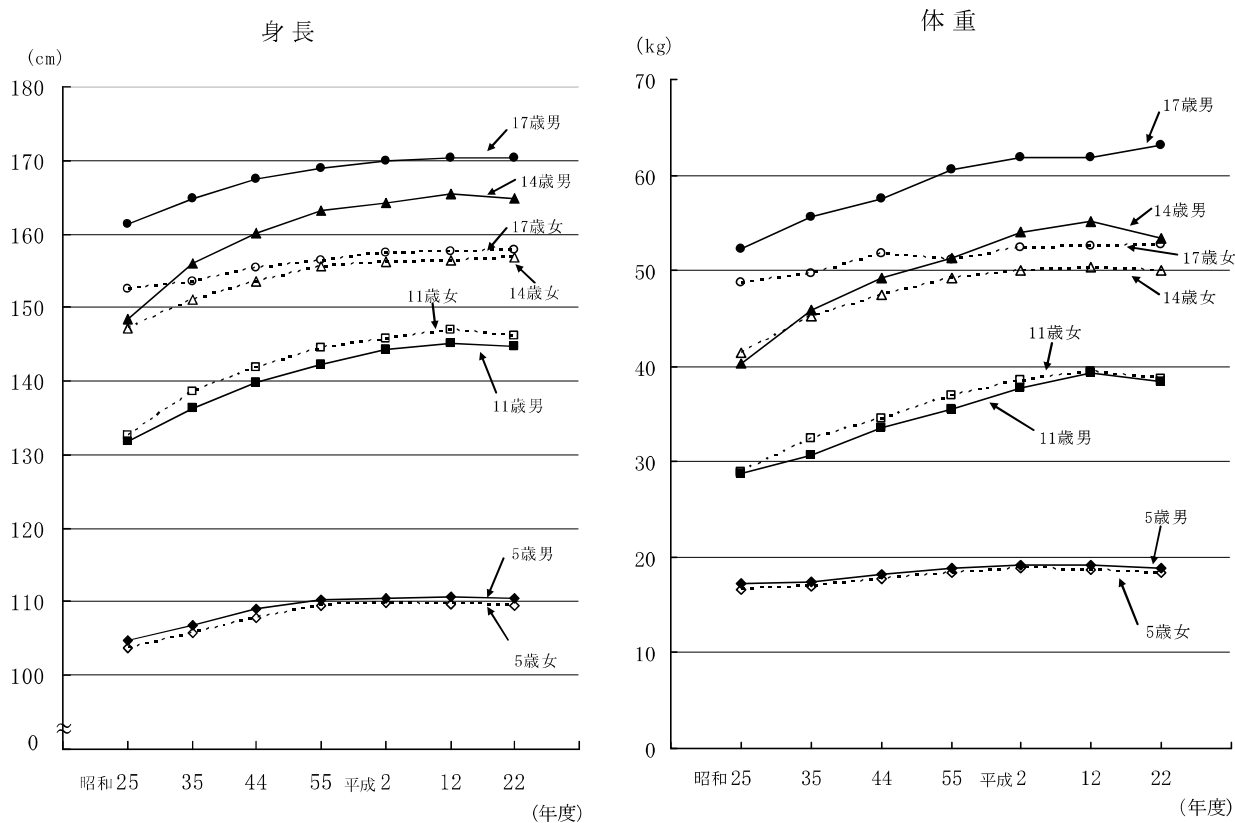 身長
(cm)
180
170
160
150
140
130
120
110
100
0
17歳男
14歳男
17歳女
14歳女
11歳女
11歳男
5歳男
5歳女
昭和25 35 44 55 平成2 12 22
(年度)
体重
(kg)
70
60
50
40
30
20
10
0
17歳男
14歳男
17歳女
14歳女
11歳女
11歳男
5歳男
5歳女
昭和25 35 44 55 平成2 12 22
(年度)